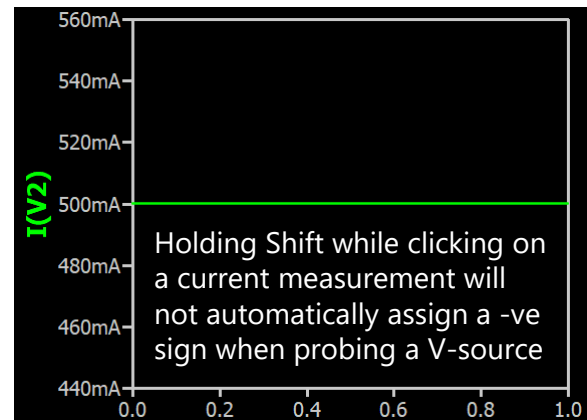 560mA
540mA
520mA
500mA
480mA
460mA
440mA
I(V2)
Holding Shift while clicking on
a current measurement will
not automatically assign a -ve
sign when probing a V-source
0.0 0.2 0.4 0.6 0.8 1.0